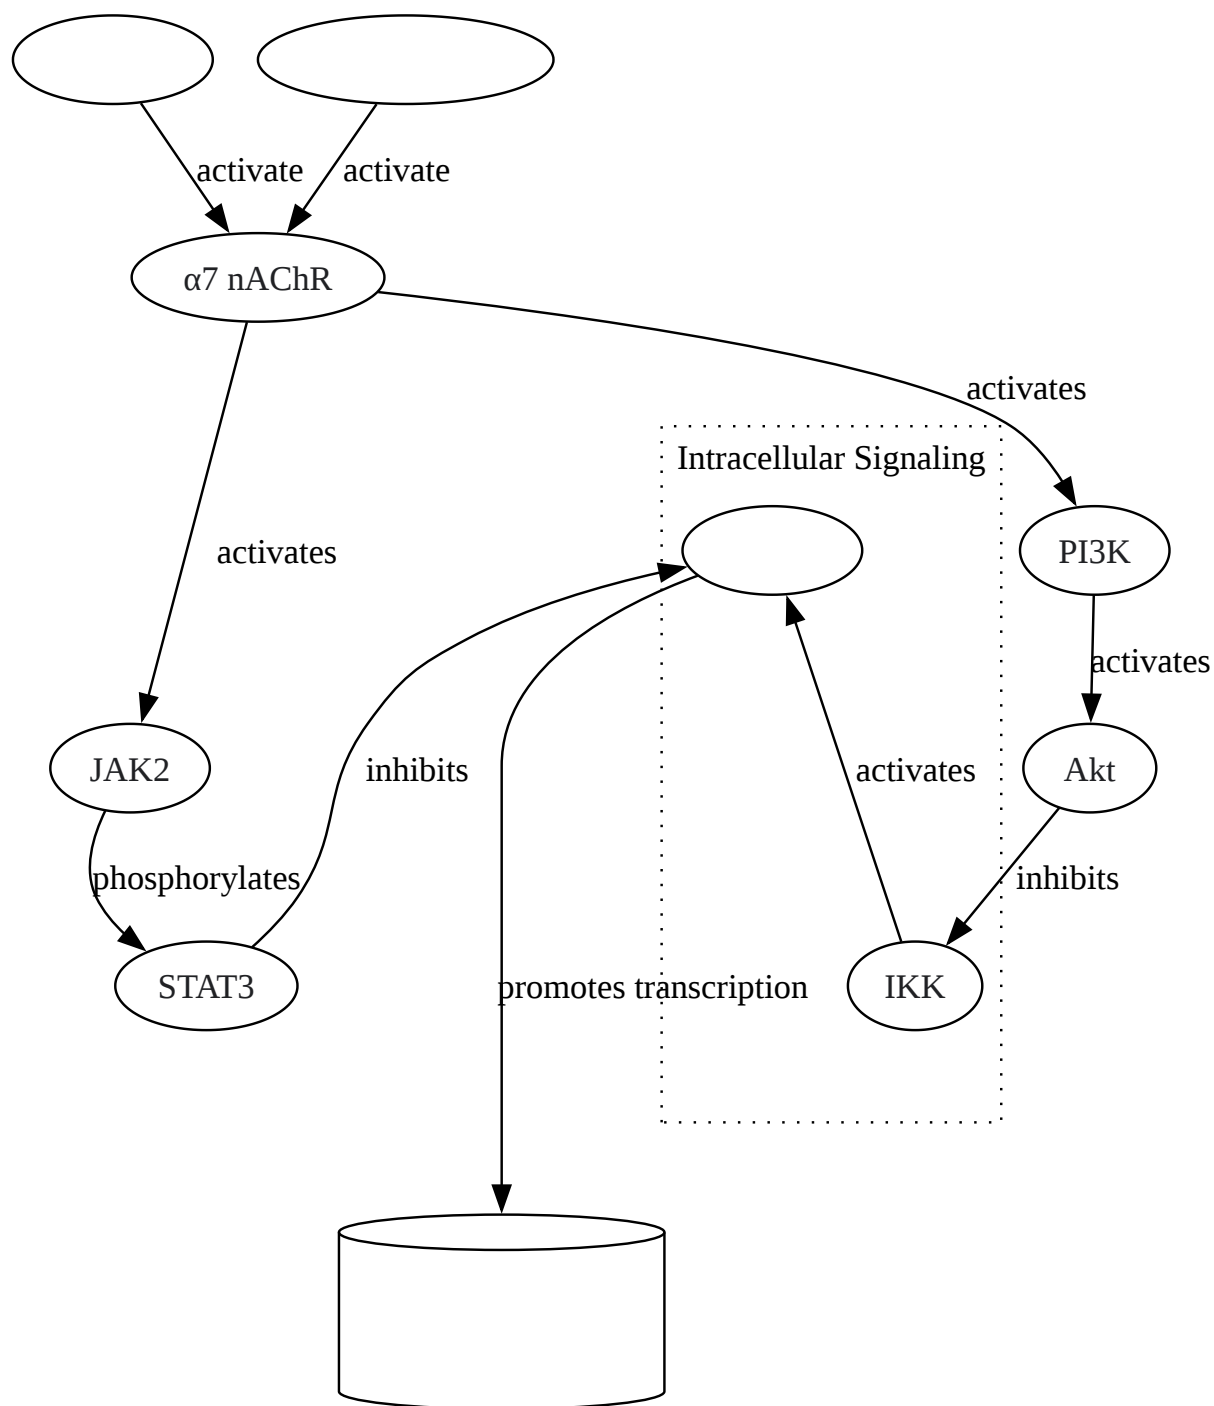 activate
activate
α7 nAChR
activates
Intracellular Signaling
activates
PI3K
activates
JAK2
inhibits
activates
Akt
phosphorylates
inhibits
STAT3
promotes transcription
IKK